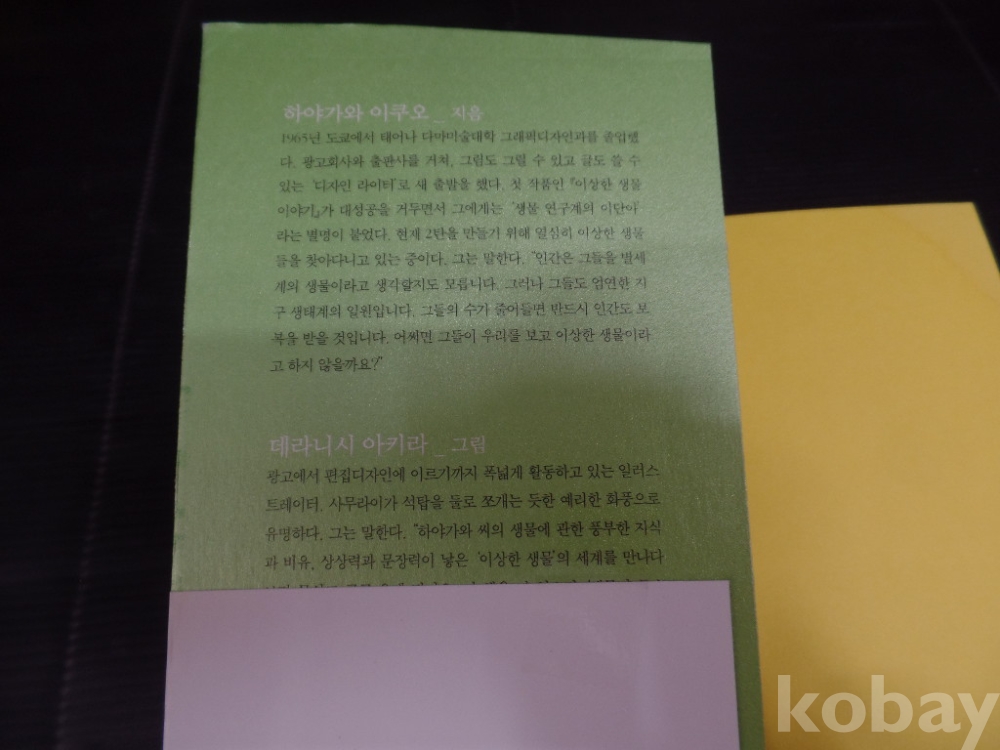 하야가와 이쿠오 _ 지음
1965년 도쿄에서 태어나 다마미술대학 그래픽디자인과를 졸업했
다. 광고회사와 출판사를 거쳐, 그림도 그릴 수 있고 글도 쓸 수
있는 '디자인 라이터'로 새 출발을 했다. 첫 작품인 『이상한 생물
이야기』가 대성공을 거두면서 그에게는 '생물 연구계의 이단아'
라는 별명이 붙었다. 현재 2탄을 만들기 위해 열심히 이상한 생물
들을 찾아다니고 있는 중이다. 그는 말한다. "인간은 그들을 별세
계의 생물이라고 생각할지도 모릅니다. 그러나 그들도 엄연한 지
구 생태계의 일원입니다. 그들의 수가 줄어들면 반드시 인간도 보
복을 받을 것입니다. 어쩌면 그들이 우리를 보고 이상한 생물이라
고 하지 않을까요?"
데라니시 아키라 _ 그림
광고에서 편집디자인에 이르기까지 폭넓게 활동하고 있는 일러스
트레이터. 사무라이가 석탑을 둘로 쪼개는 듯한 예리한 화풍으로
유명하다. 그는 말한다. "하야가와 씨의 생물에 관한 풍부한 지식
과 비유, 상상력과 문장력이 낳은 '이상한 생물'의 세계를 만나다
kobay